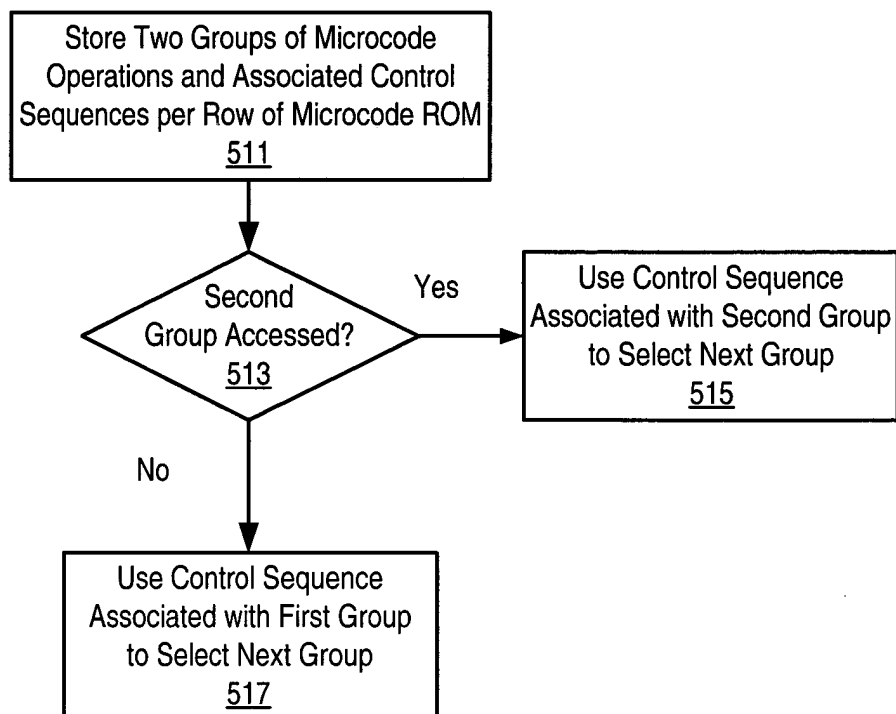 Store Two Groups of Microcode
Operations and Associated Control
Sequences per Row of Microcode ROM
511
Second
Group Accessed?
513
Yes
Use Control Sequence
Associated with Second Group
to Select Next Group
515
No
Use Control Sequence
Associated with First Group
to Select Next Group
517